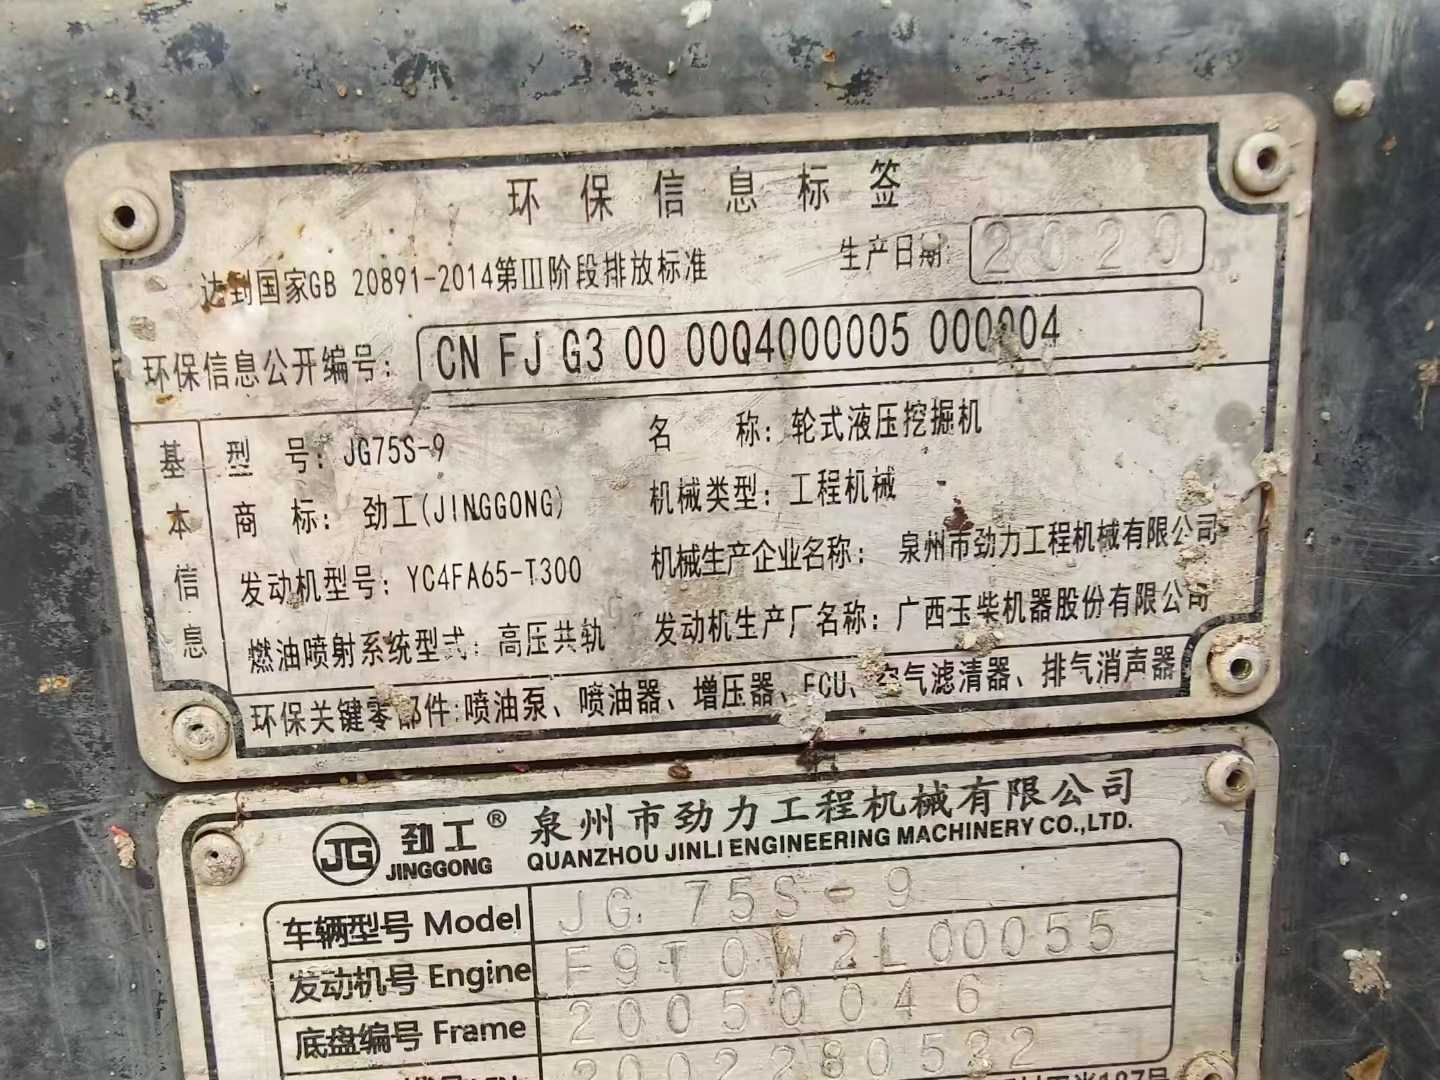 环保信息标签
达到国家GB 20891-2014第III阶段排放标准
生产日期: 2020
环保信息公开编号: CN FJ G3 00 00Q4000005 000004
基本信息
型 号: JG75S-9
名 称: 轮式液压挖掘机
商 标: 劲工(JINGGONG)
机械类型: 工程机械
发动机型号: YC4FA65-T300
机械生产企业名称: 泉州市劲力工程机械有限公司
燃油喷射系统型式: 高压共轨
发动机生产厂名称: 广西玉柴机器股份有限公司
环保关键零部件:喷油泵、喷油器、增压器、ECU、空气滤清器、排气消声器
JG 劲工® JINGGONG
泉州市劲力工程机械有限公司
QUANZHOU JINLI ENGINEERING MACHINERY CO.,LTD.
车辆型号 Model JG 75S-9
发动机号 Engine F9T0W2L00055
底盘编号 Frame 20050046
2002280522